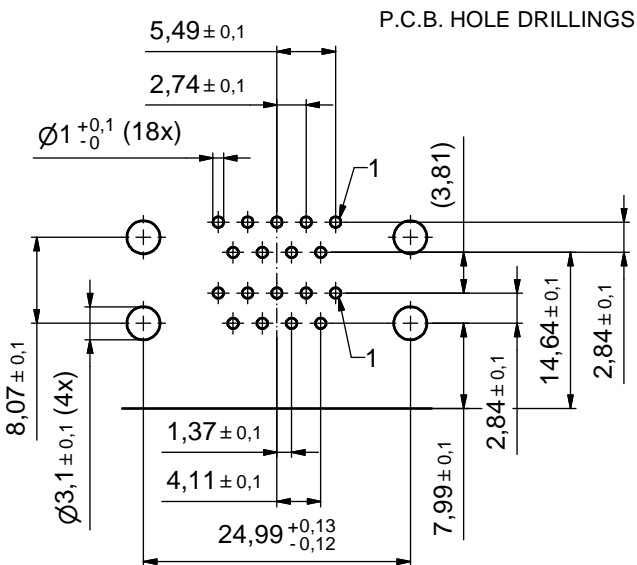 P.C.B. HOLE DRILLINGS
5,49 ± 0,1
2,74 ± 0,1
Ø1 +0,1 -0 (18x)
1
(3,81)
8,07 ± 0,1
Ø3,1 ± 0,1 (4x)
1
14,64 ± 0,1
2,84 ± 0,1
2,84 ± 0,1
7,99 ± 0,1
1,37 ± 0,1
4,11 ± 0,1
24,99 +0,13 -0,12